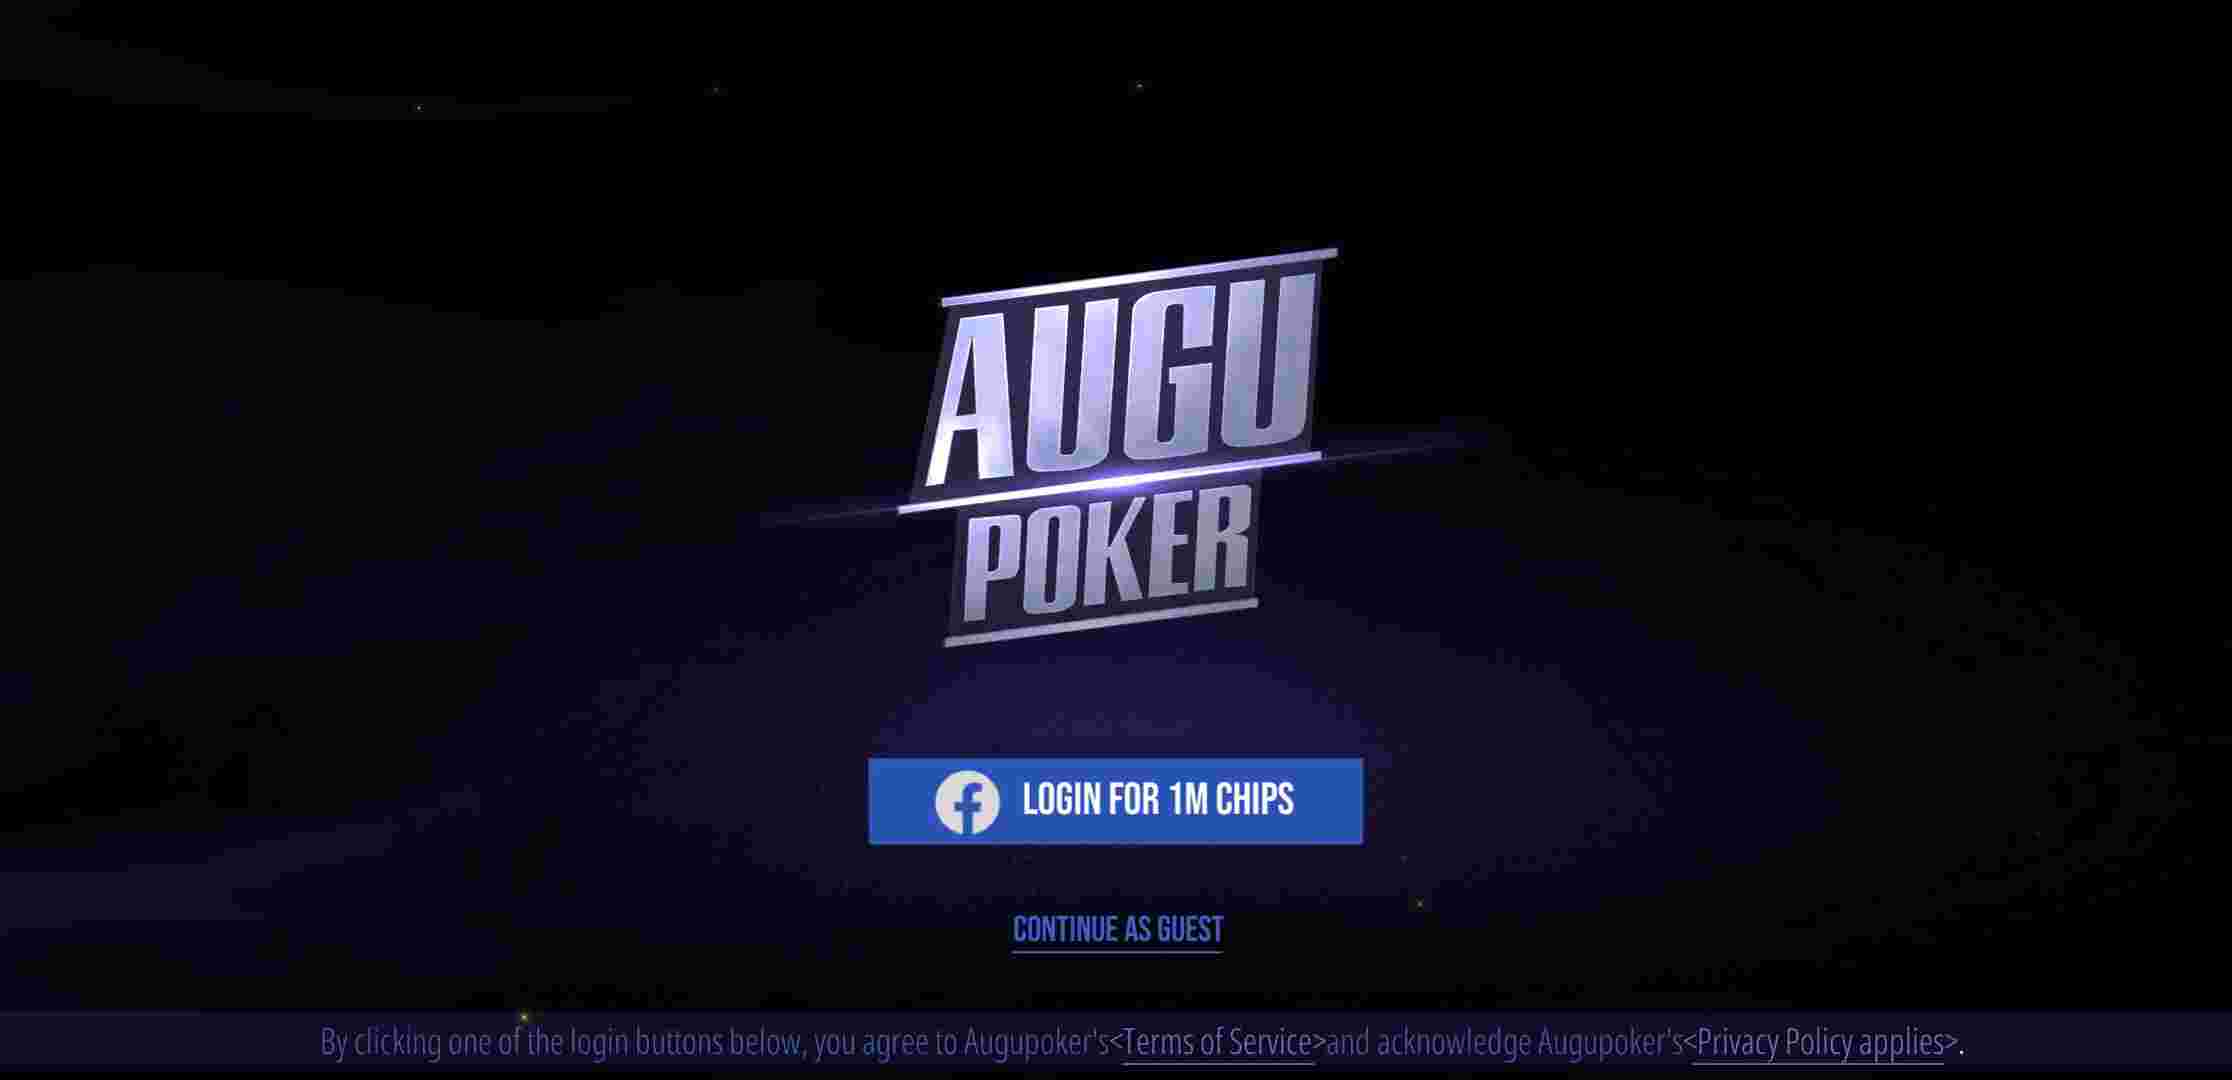 AUGU
POKER
LOGIN FOR 1M CHIPS
CONTINUE AS GUEST
By clicking one of the login buttons below, you agree to Augupoker's<Terms of Service>and acknowledge Augupoker's<Privacy Policy applies>.